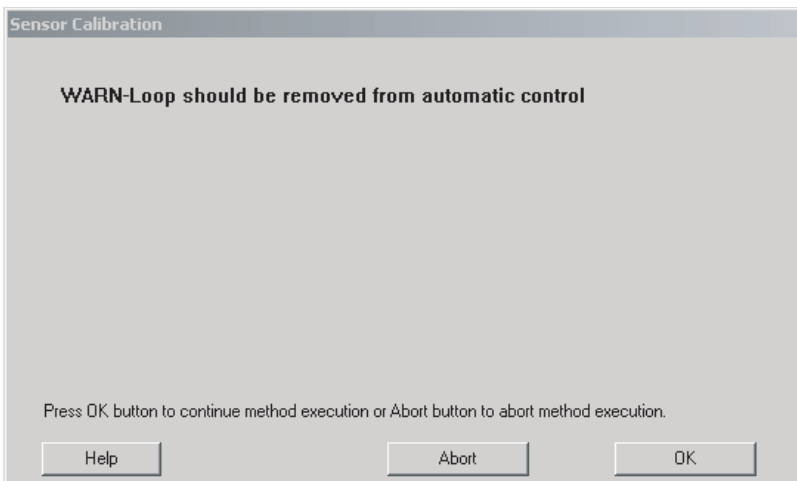 Sensor Calibration
WARN-Loop should be removed from automatic control
Press OK button to continue method execution or Abort button to abort method execution.
Help
Abort
OK